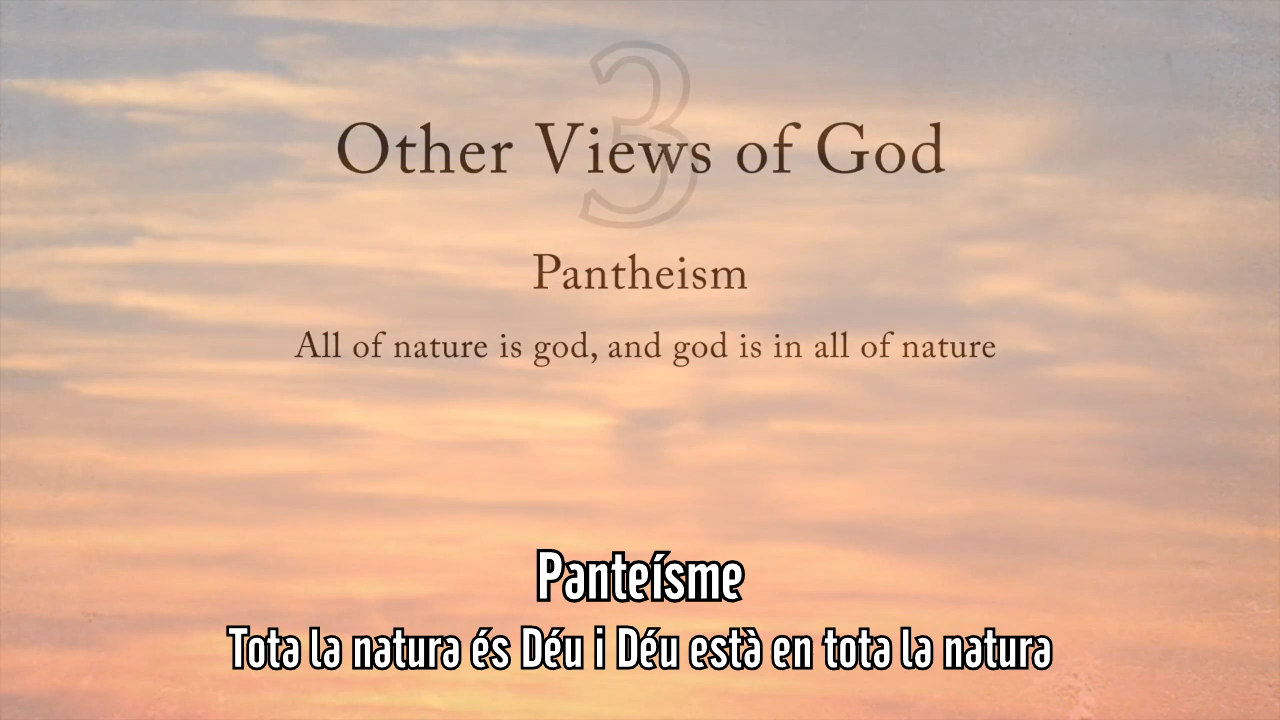 3
Other Views of God
Pantheism
All of nature is god, and god is in all of nature
Panteísme
Tota la natura és Déu i Déu està en tota la natura